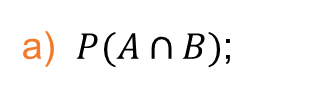 a) P(A ∩ B);